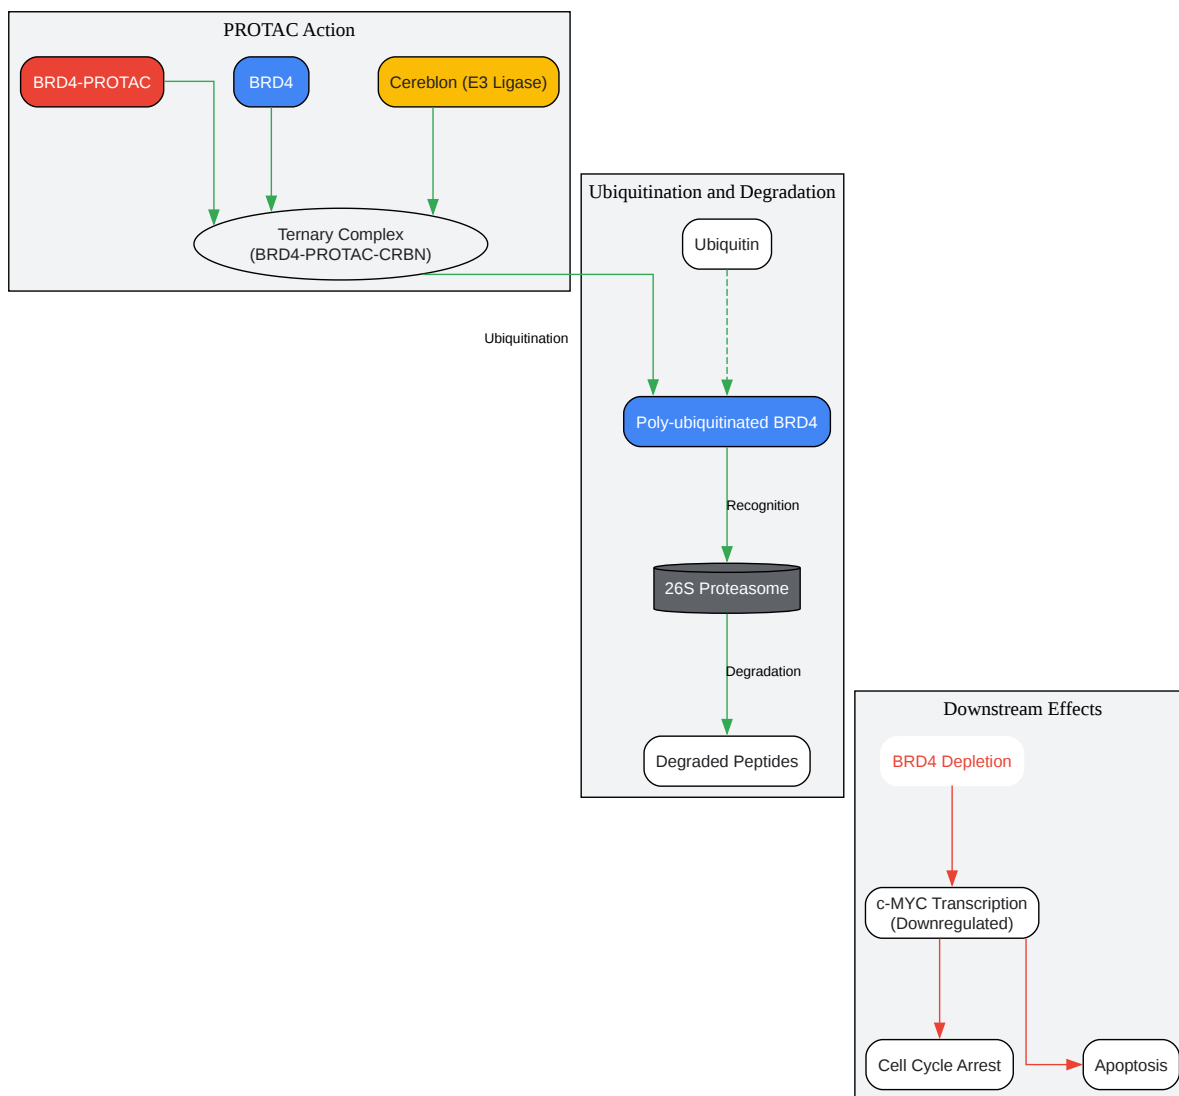 PROTAC Action
BRD4-PROTAC
BRD4
Cereblon (E3 Ligase)
Ternary Complex
(BRD4-PROTAC-CRBN)
Ubiquitination
Ubiquitination and Degradation
Ubiquitin
Poly-ubiquitinated BRD4
Recognition
26S Proteasome
Degradation
Degraded Peptides
Downstream Effects
BRD4 Depletion
c-MYC Transcription
(Downregulated)
Cell Cycle Arrest
Apoptosis